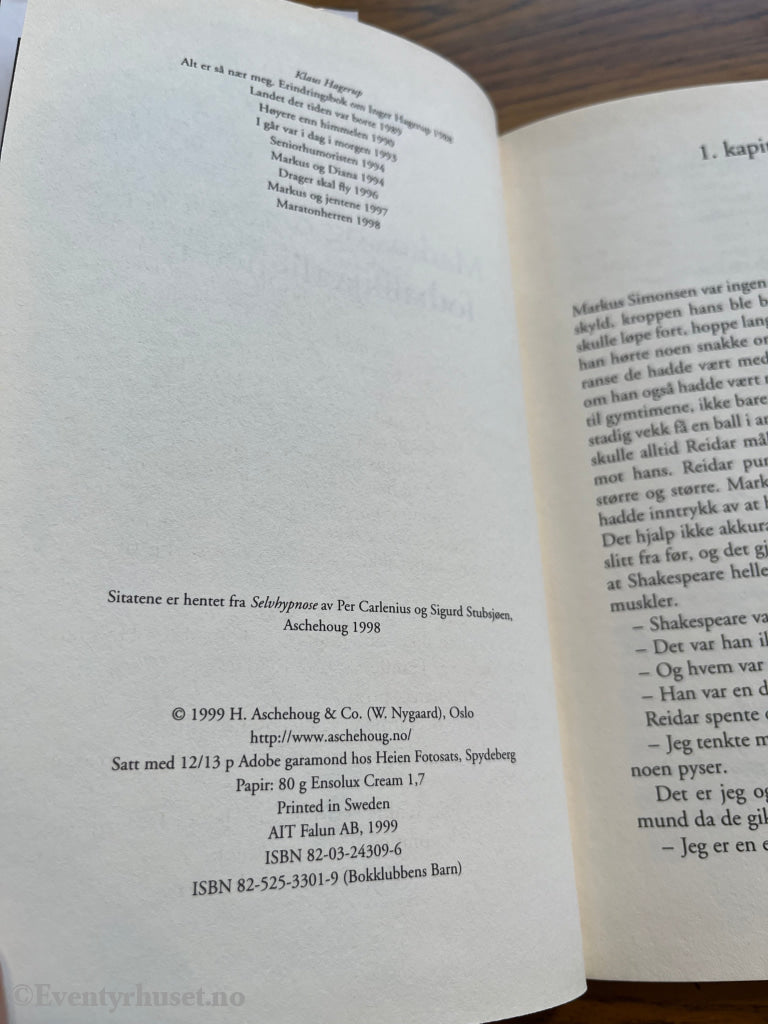 Klaus Hagerup
Alt er så nær meg. Erindringsbok om Inger Hagerup 1988
Landet der tiden var borte 1989
Høyere enn himmelen 1990
I går var i dag i morgen 1993
Seniorhumoristen 1994
Markus og Diana 1994
Drager skal fly 1996
Markus og jentene 1997
Maratonherren 1998
Sitatene er hentet fra Selvhypnose av Per Carlenius og Sigurd Stubsjøen,
Aschehoug 1998
© 1999 H. Aschehoug & Co. (W. Nygaard), Oslo
http://www.aschehoug.no/
Satt med 12/13 p Adobe garamond hos Heien Fotosats, Spydeberg
Papir: 80 g Ensolux Cream 1,7
Printed in Sweden
AIT Falun AB, 1999
ISBN 82-03-24309-6
ISBN 82-525-3301-9 (Bokklubbens Barn)
1. kapi
Markus Simonsen var ingen
skyld, kroppen hans ble b
skulle løpe fort, hoppe lang
han hørte noen snakke o
ranse de hadde vært med
om han også hadde vært
til gymtimene, ikke bare
stadig vekk få en ball i a
skulle alltid Reidar mål
mot hans. Reidar pu
større og større. Mark
hadde inntrykk av at h
Det hjalp ikke akkura
slitt fra før, og det gj
at Shakespeare helle
muskler.
– Shakespeare va
– Det var han ik
– Og hvem var
– Han var en d
Reidar spente
– Jeg tenkte m
noen pyser.
Det er jeg og
mund da de gik
– Jeg er en e
©Eventyrhuset.no